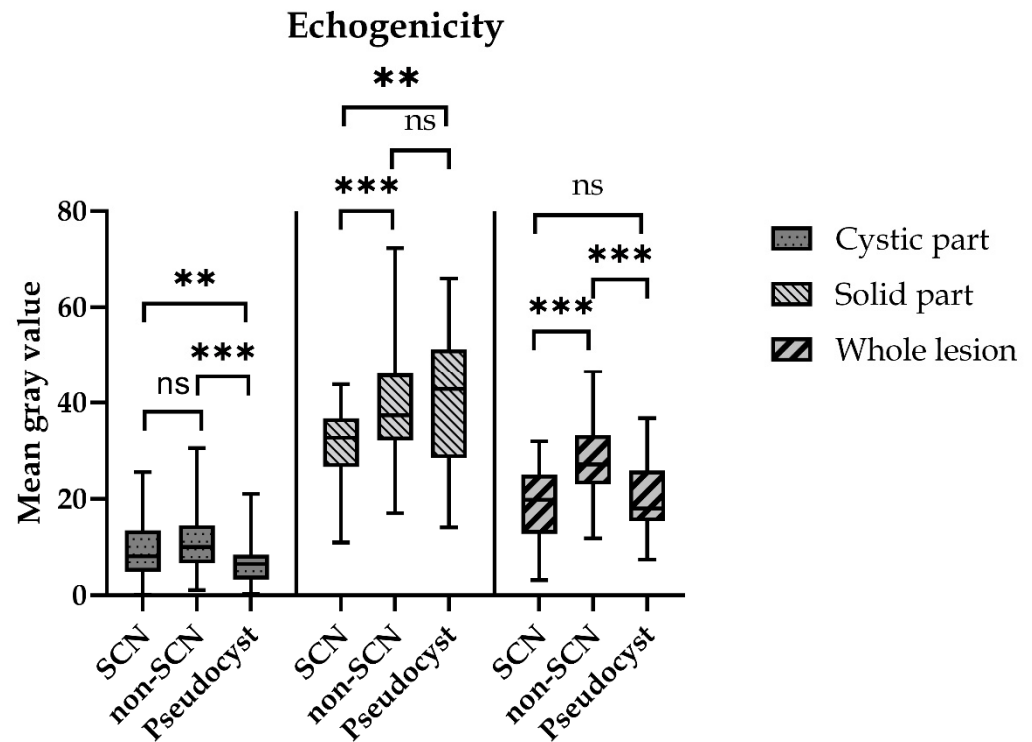 Echogenicity
**
ns
***
ns
80
***
**
60
***
***
ns
40
20
0
Mean gray value
SCN
non-SCN
Pseudocyst
SCN
non-SCN
Pseudocyst
SCN
non-SCN
Pseudocyst
Cystic part
Solid part
Whole lesion